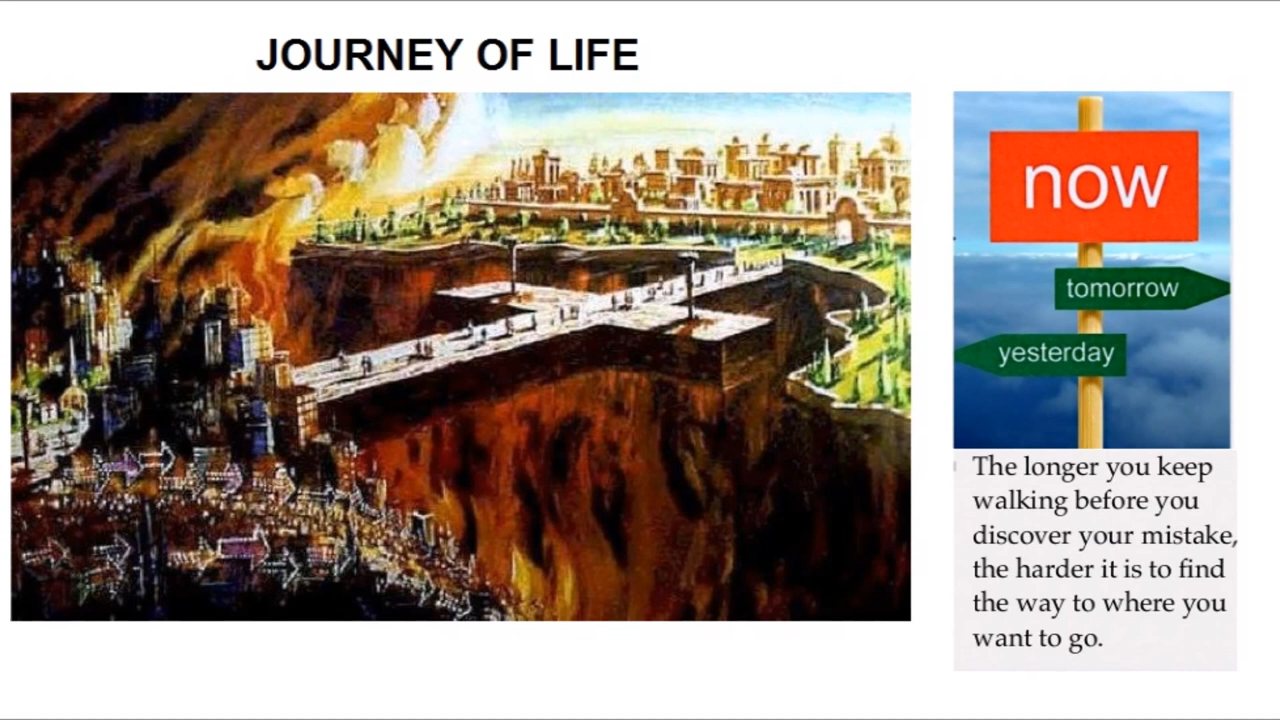 JOURNEY OF LIFE
now
tomorrow
yesterday
The longer you keep
walking before you
discover your mistake,
the harder it is to find
the way to where you
want to go.